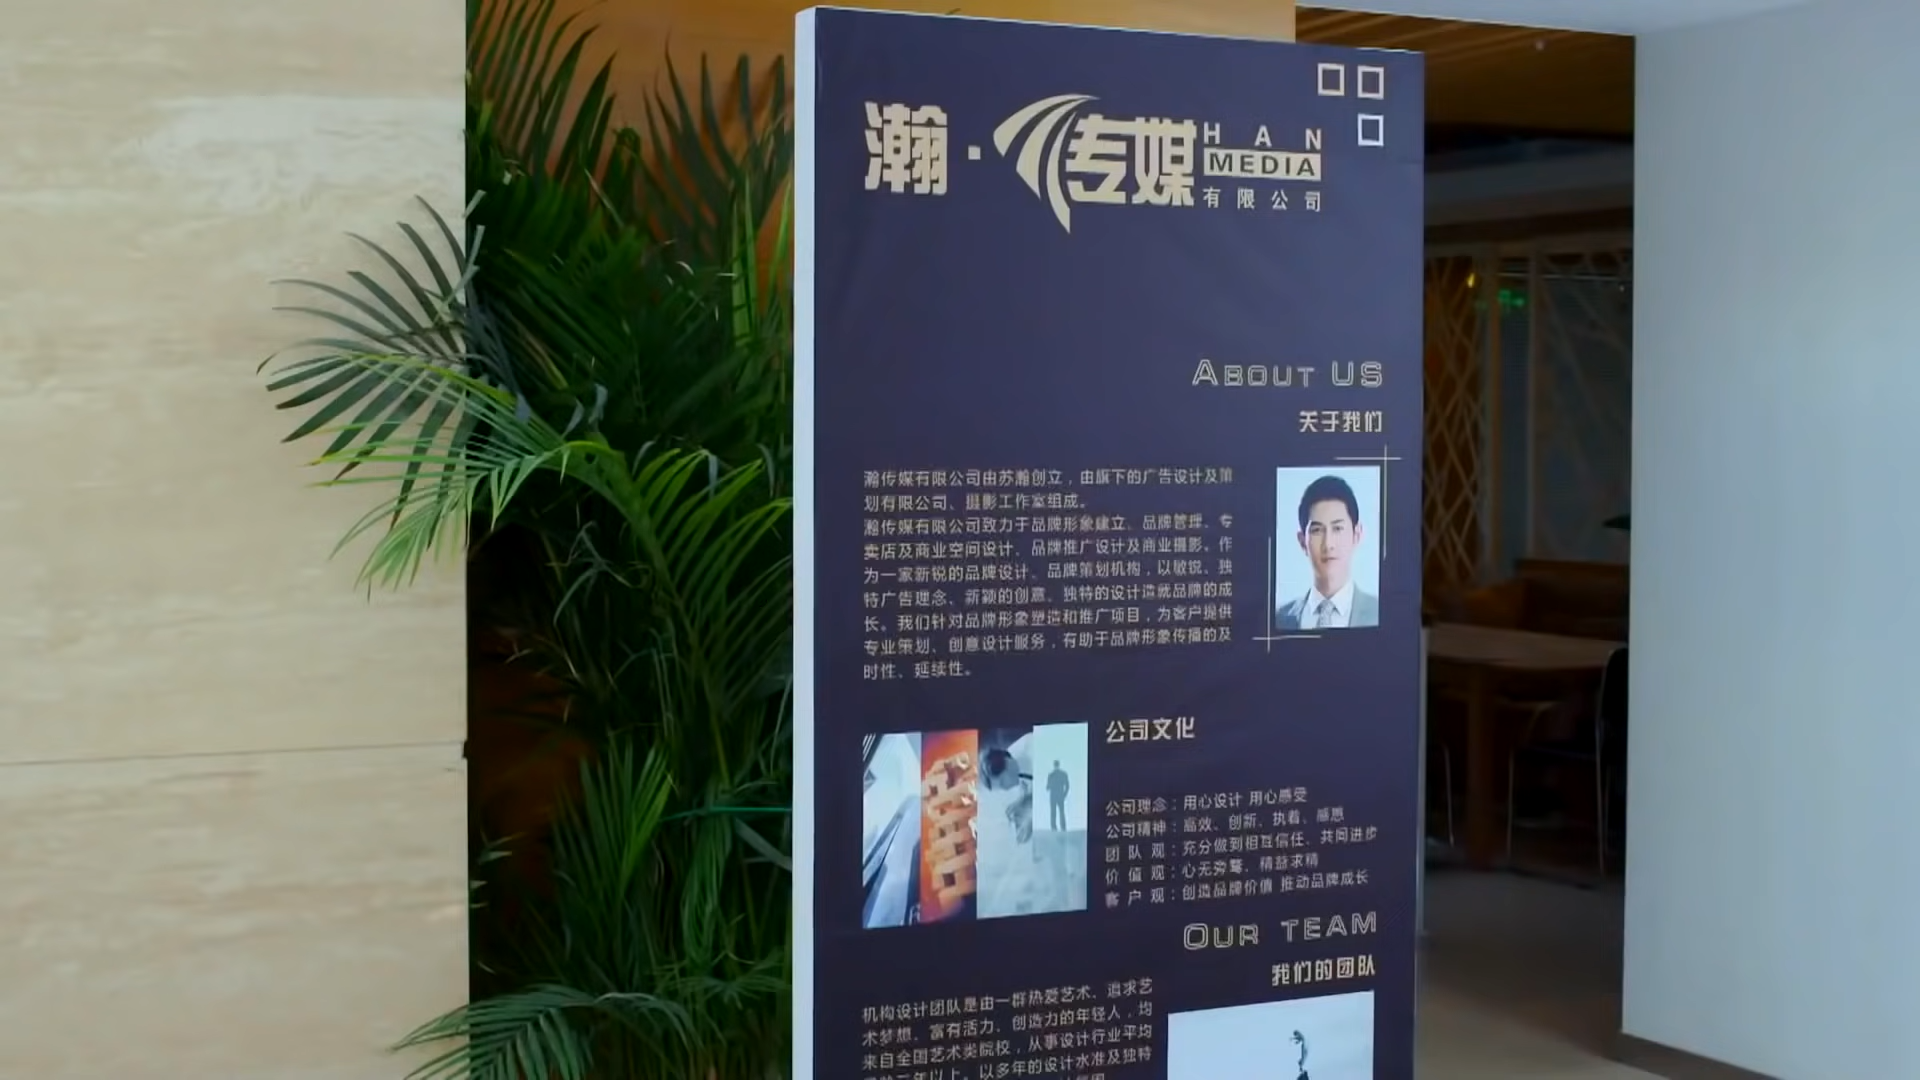 瀚·传媒
HAN
MEDIA
有限公司
ABOUT US
关于我们
瀚传媒有限公司由苏瀚创立，由旗下的广告设计及策
划有限公司、摄影工作室组成。
瀚传媒有限公司致力于品牌形象建立、品牌管理、专
卖店及商业空间设计、品牌推广设计及商业摄影。作
为一家新锐的品牌设计、品牌策划机构，以敏锐、独
特广告理念、新颖的创意、独特的设计造就品牌的成
长。我们针对品牌形象塑造和推广项目，为客户提供
专业策划、创意设计服务，有助于品牌形象传播的及
时性、延续性。
公司文化
公司理念：用心设计 用心感受
公司精神：高效、创新、执着、感恩
团 队 观：充分做到相互信任、共同进步
价 值 观：心无旁骛、精益求精
客 户 观：创造品牌价值 推动品牌成长
OUR TEAM
我们的团队
机构设计团队是由一群热爱艺术、追求艺
术梦想、富有活力、创造力的年轻人，均
来自全国艺术类院校，从事设计行业平均
年以上。以多年的设计水准及独特